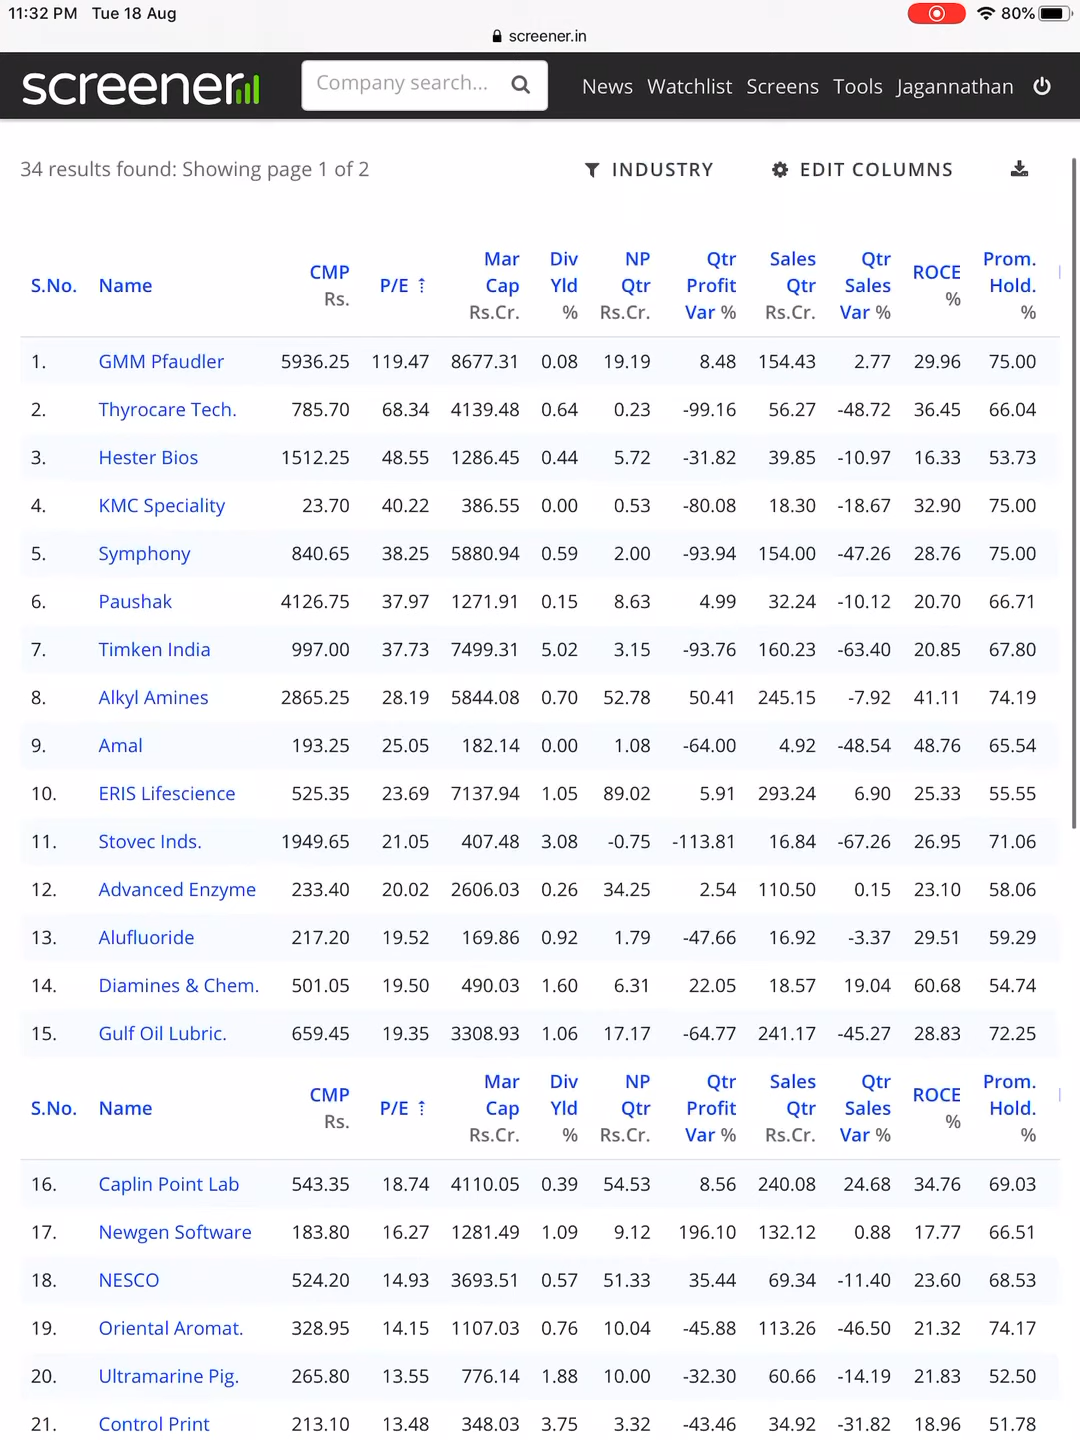 11:32 PM Tue 18 Aug 80%
screener.in
screener Company search... News Watchlist Screens Tools Jagannathan
34 results found: Showing page 1 of 2 INDUSTRY EDIT COLUMNS
S.No. Name CMP Rs. P/E Mar Cap Rs.Cr. Div Yld % NP Qtr Rs.Cr. Qtr Profit Var % Sales Qtr Rs.Cr. Qtr Sales Var % ROCE % Prom. Hold. %
1. GMM Pfaudler 5936.25 119.47 8677.31 0.08 19.19 8.48 154.43 2.77 29.96 75.00
2. Thyrocare Tech. 785.70 68.34 4139.48 0.64 0.23 -99.16 56.27 -48.72 36.45 66.04
3. Hester Bios 1512.25 48.55 1286.45 0.44 5.72 -31.82 39.85 -10.97 16.33 53.73
4. KMC Speciality 23.70 40.22 386.55 0.00 0.53 -80.08 18.30 -18.67 32.90 75.00
5. Symphony 840.65 38.25 5880.94 0.59 2.00 -93.94 154.00 -47.26 28.76 75.00
6. Paushak 4126.75 37.97 1271.91 0.15 8.63 4.99 32.24 -10.12 20.70 66.71
7. Timken India 997.00 37.73 7499.31 5.02 3.15 -93.76 160.23 -63.40 20.85 67.80
8. Alkyl Amines 2865.25 28.19 5844.08 0.70 52.78 50.41 245.15 -7.92 41.11 74.19
9. Amal 193.25 25.05 182.14 0.00 1.08 -64.00 4.92 -48.54 48.76 65.54
10. ERIS Lifescience 525.35 23.69 7137.94 1.05 89.02 5.91 293.24 6.90 25.33 55.55
11. Stovec Inds. 1949.65 21.05 407.48 3.08 -0.75 -113.81 16.84 -67.26 26.95 71.06
12. Advanced Enzyme 233.40 20.02 2606.03 0.26 34.25 2.54 110.50 0.15 23.10 58.06
13. Alufluoride 217.20 19.52 169.86 0.92 1.79 -47.66 16.92 -3.37 29.51 59.29
14. Diamines & Chem. 501.05 19.50 490.03 1.60 6.31 22.05 18.57 19.04 60.68 54.74
15. Gulf Oil Lubric. 659.45 19.35 3308.93 1.06 17.17 -64.77 241.17 -45.27 28.83 72.25
S.No. Name CMP Rs. P/E Mar Cap Rs.Cr. Div Yld % NP Qtr Rs.Cr. Qtr Profit Var % Sales Qtr Rs.Cr. Qtr Sales Var % ROCE % Prom. Hold. %
16. Caplin Point Lab 543.35 18.74 4110.05 0.39 54.53 8.56 240.08 24.68 34.76 69.03
17. Newgen Software 183.80 16.27 1281.49 1.09 9.12 196.10 132.12 0.88 17.77 66.51
18. NESCO 524.20 14.93 3693.51 0.57 51.33 35.44 69.34 -11.40 23.60 68.53
19. Oriental Aromat. 328.95 14.15 1107.03 0.76 10.04 -45.88 113.26 -46.50 21.32 74.17
20. Ultramarine Pig. 265.80 13.55 776.14 1.88 10.00 -32.30 60.66 -14.19 21.83 52.50
21. Control Print 213.10 13.48 348.03 3.75 3.32 -43.46 34.92 -31.82 18.96 51.78